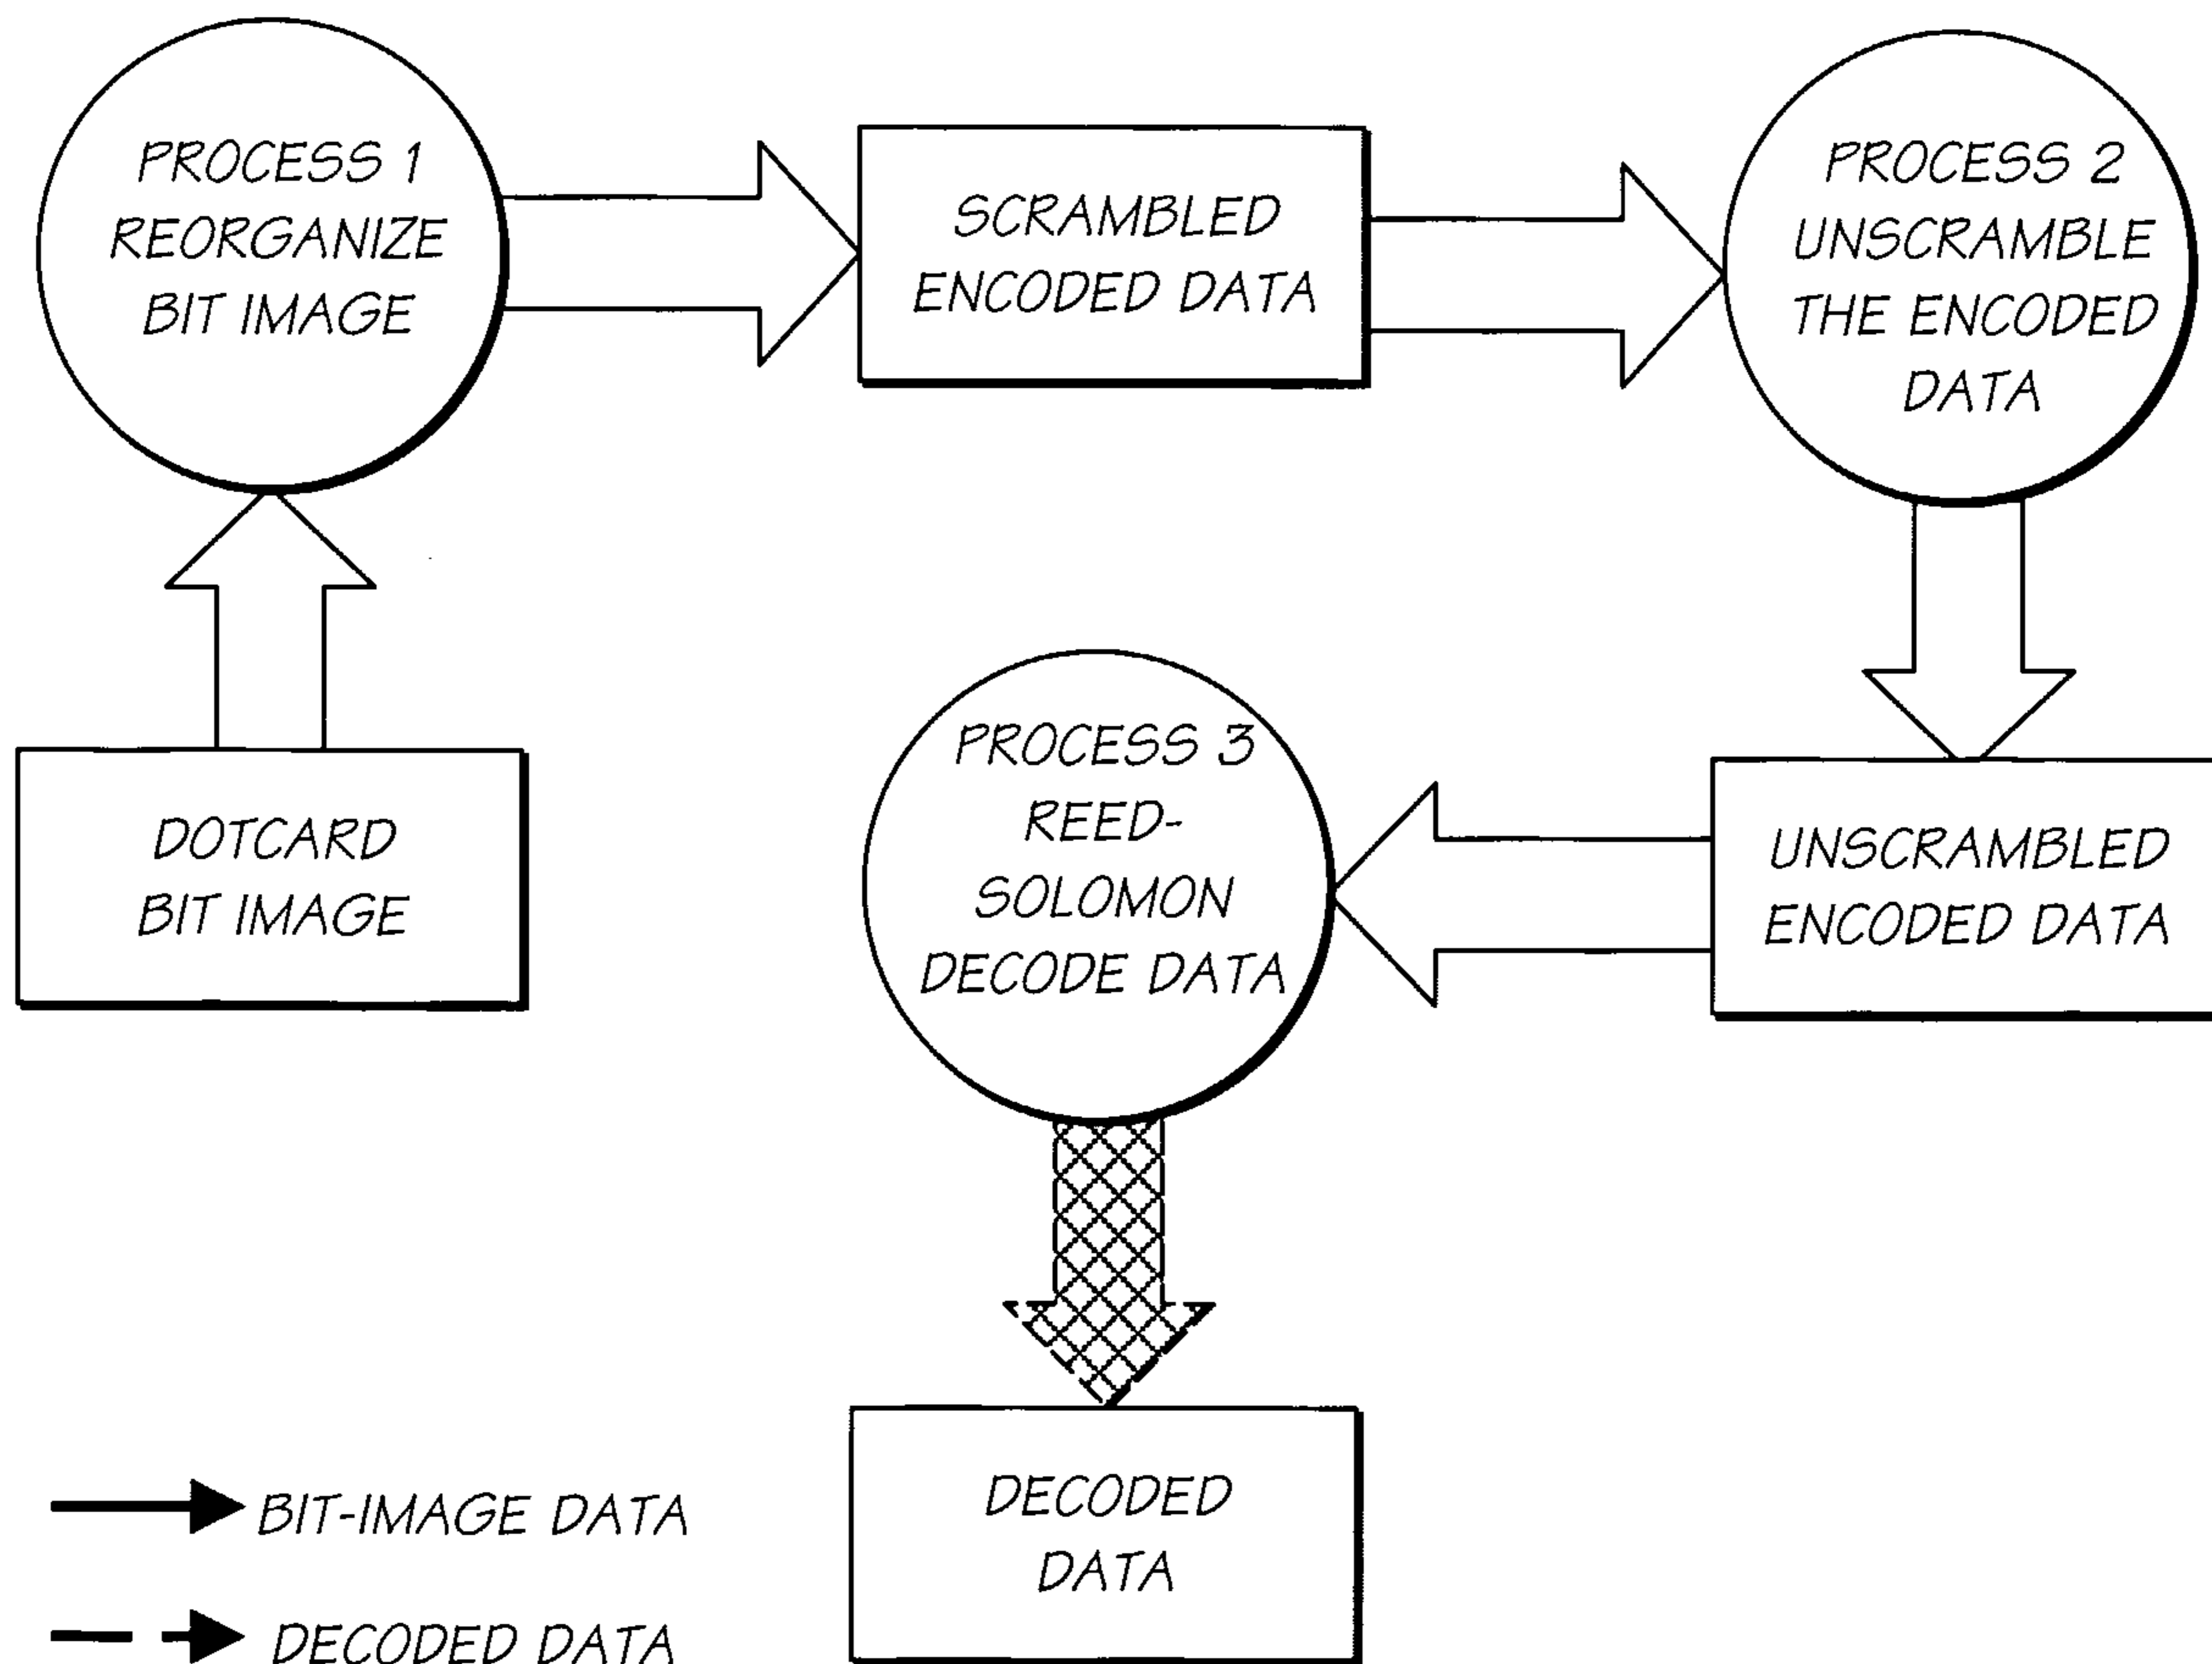 PROCESS 1
REORGANIZE
BIT IMAGE
SCRAMBLED
ENCODED DATA
PROCESS 2
UNSCRAMBLE
THE ENCODED
DATA
DOTCARD
BIT IMAGE
PROCESS 3
REED-
SOLOMON
DECODE DATA
UNSCRAMBLED
ENCODED DATA
DECODED
DATA
BIT-IMAGE DATA
DECODED DATA